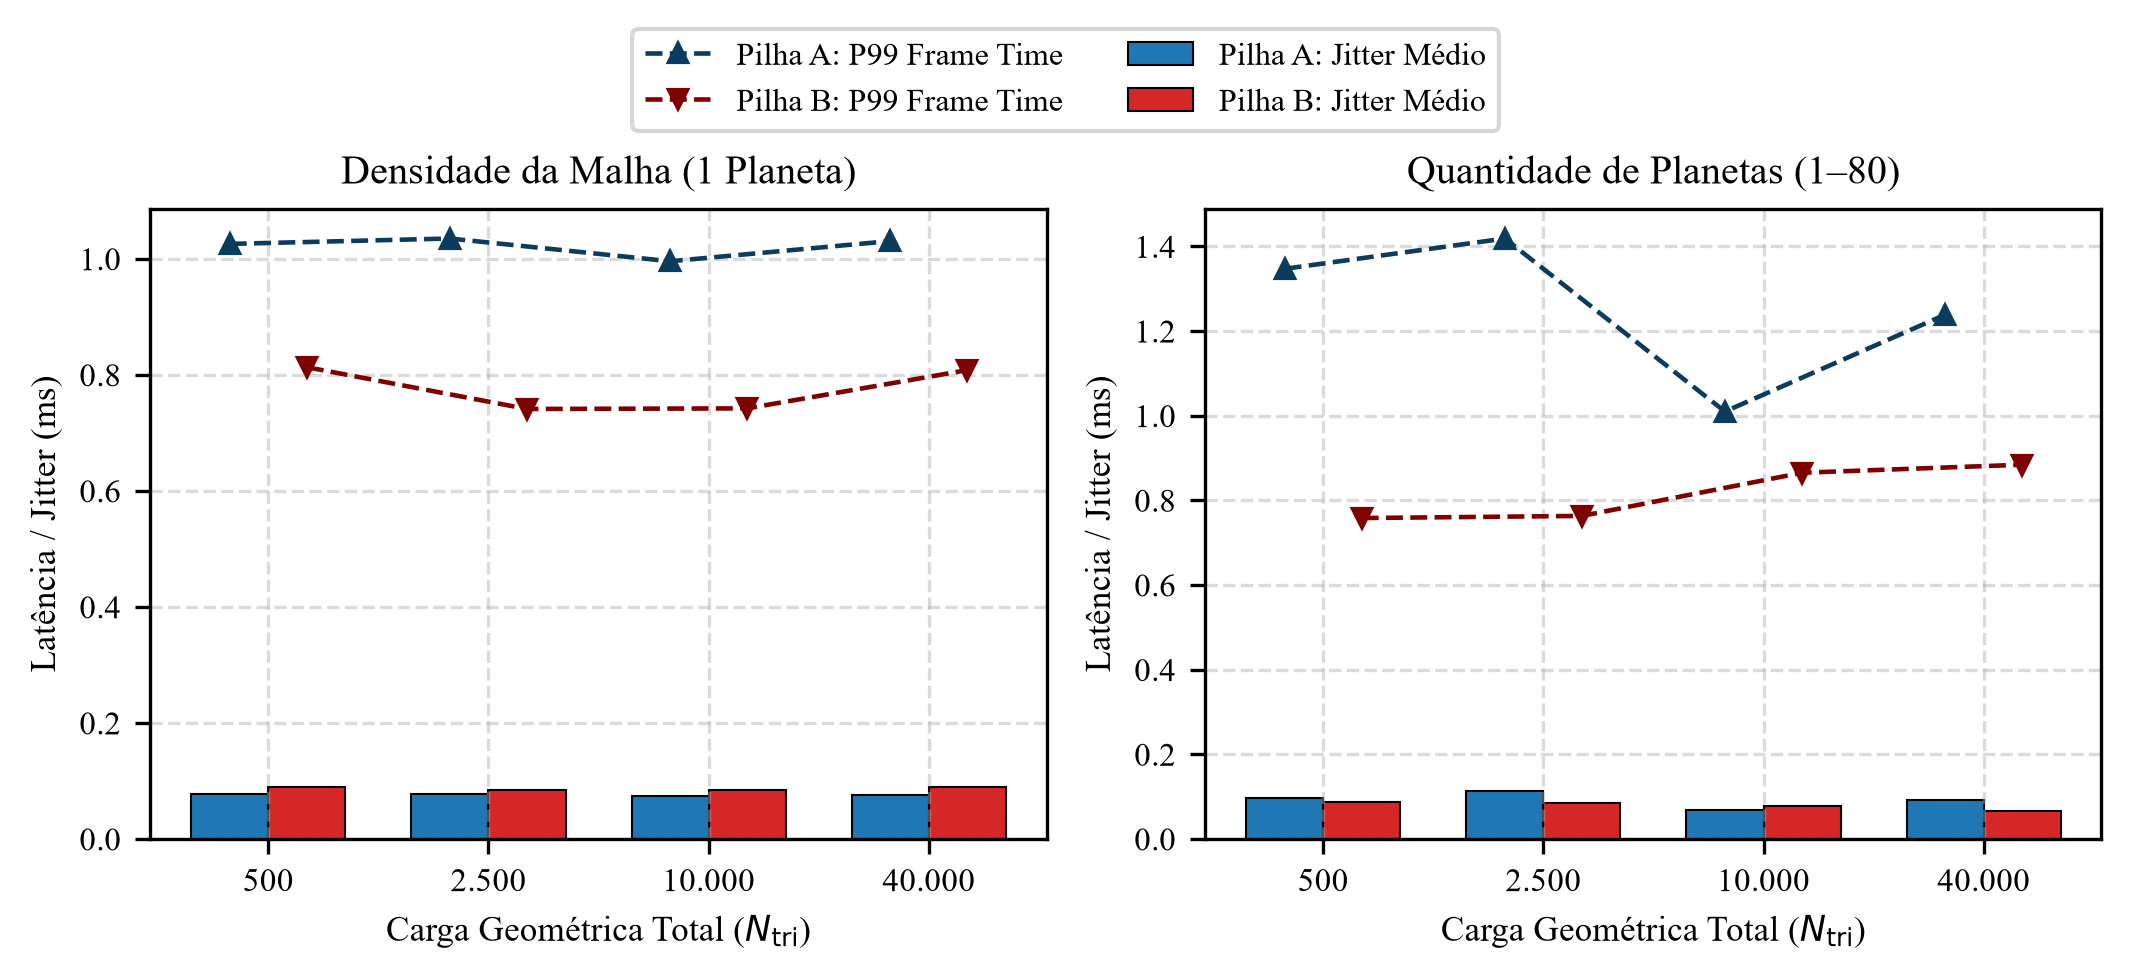 Pilha A: P99 Frame Time
Pilha B: P99 Frame Time
Pilha A: Jitter Médio
Pilha B: Jitter Médio
Densidade da Malha (1 Planeta)
Latência / Jitter (ms)
1.0
0.8
0.6
0.4
0.2
0.0
500 2.500 10.000 40.000
Carga Geométrica Total (N_tri)
Quantidade de Planetas (1–80)
Latência / Jitter (ms)
1.4
1.2
1.0
0.8
0.6
0.4
0.2
0.0
500 2.500 10.000 40.000
Carga Geométrica Total (N_tri)